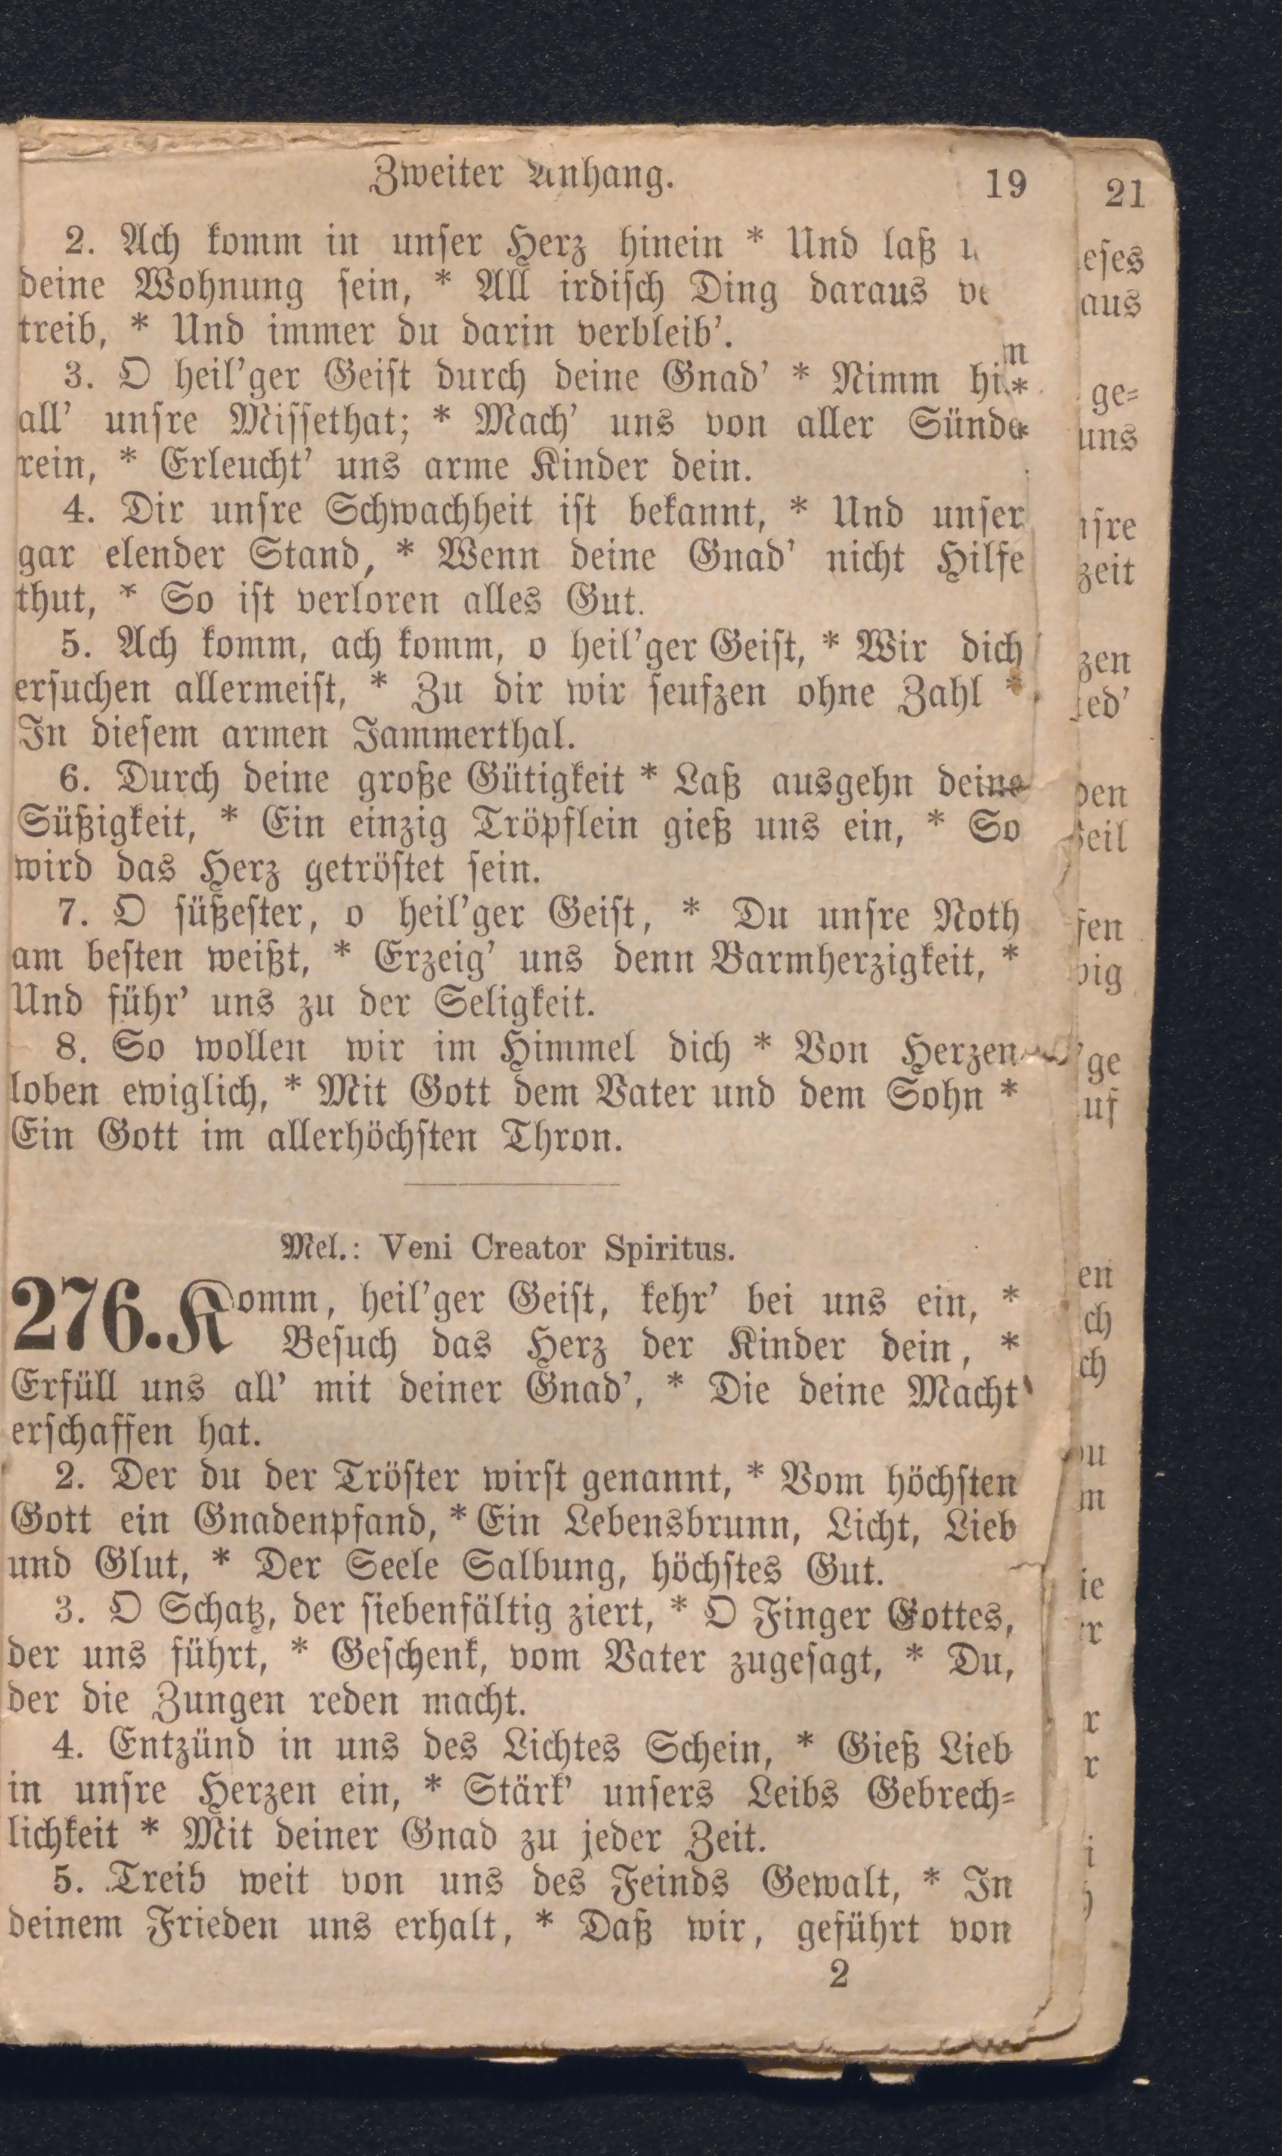 Zweiter Anhang. 19
2. Ach komm in unser Herz hinein * Und laß
deine Wohnung sein, * All irdisch Ding daraus
treib, * Und immer du darin verbleib'.
3. O heil'ger Geist durch deine Gnad' * Nimm
all' unsre Missethat; * Mach' uns von aller Sünde
rein, * Erleucht' uns arme Kinder dein.
4. Dir unsre Schwachheit ist bekannt, * Und unser
gar elender Stand, * Wenn deine Gnad' nicht Hilfe
thut, * So ist verloren alles Gut.
5. Ach komm, ach komm, o heil'ger Geist, * Wir dich
ersuchen allermeist, * Zu dir wir seufzen ohne Zahl *
In diesem armen Jammerthal.
6. Durch deine große Gütigkeit * Laß ausgehn deine
Süßigkeit, * Ein einzig Tröpflein gieß uns ein, * So
wird das Herz getröstet sein.
7. O süßester, o heil'ger Geist, * Du unsre Noth
am besten weißt, * Erzeig' uns denn Barmherzigkeit, *
Und führ' uns zu der Seligkeit.
8. So wollen wir im Himmel dich * Von Herzen
loben ewiglich, * Mit Gott dem Vater und dem Sohn *
Ein Gott im allerhöchsten Thron.
Mel.: Veni Creator Spiritus.
276. Komm, heil'ger Geist, kehr' bei uns ein, *
Besuch das Herz der Kinder dein, *
Erfüll uns all' mit deiner Gnad', * Die deine Macht
erschaffen hat.
2. Der du der Tröster wirst genannt, * Vom höchsten
Gott ein Gnadenpfand, * Ein Lebensbrunn, Licht, Lieb
und Glut, * Der Seele Salbung, höchstes Gut.
3. O Schatz, der siebenfältig ziert, * O Finger Gottes,
der uns führt, * Geschenk, vom Vater zugesagt, * Du,
der die Zungen reden macht.
4. Entzünd in uns des Lichtes Schein, * Gieß Lieb
in unsre Herzen ein, * Stärk' unsers Leibs Gebrech-
lichkeit * Mit deiner Gnad zu jeder Zeit.
5. Treib weit von uns des Feinds Gewalt, * In
deinem Frieden uns erhalt, * Daß wir, geführt von
2
21
aus
uns